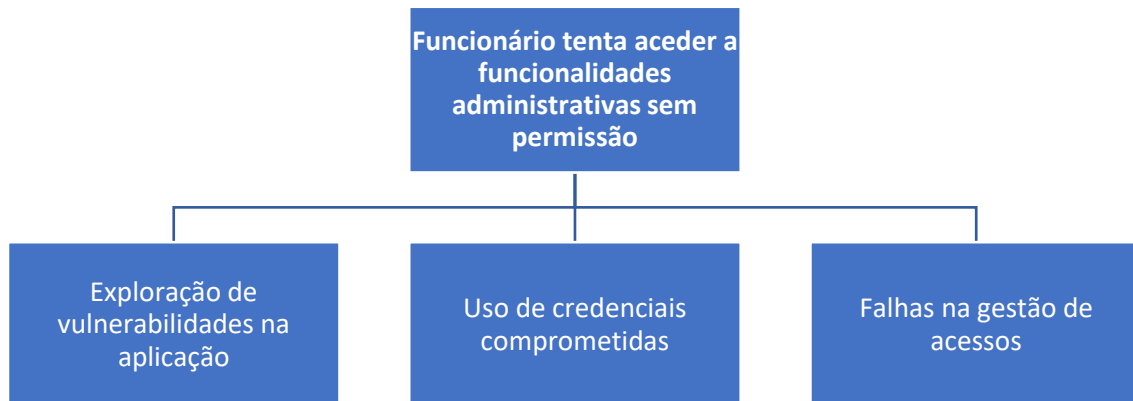 Funcionário tenta aceder a
funcionalidades
administrativas sem
permissão
Exploração de
vulnerabilidades na
aplicação
Uso de credenciais
comprometidas
Falhas na gestão de
acessos